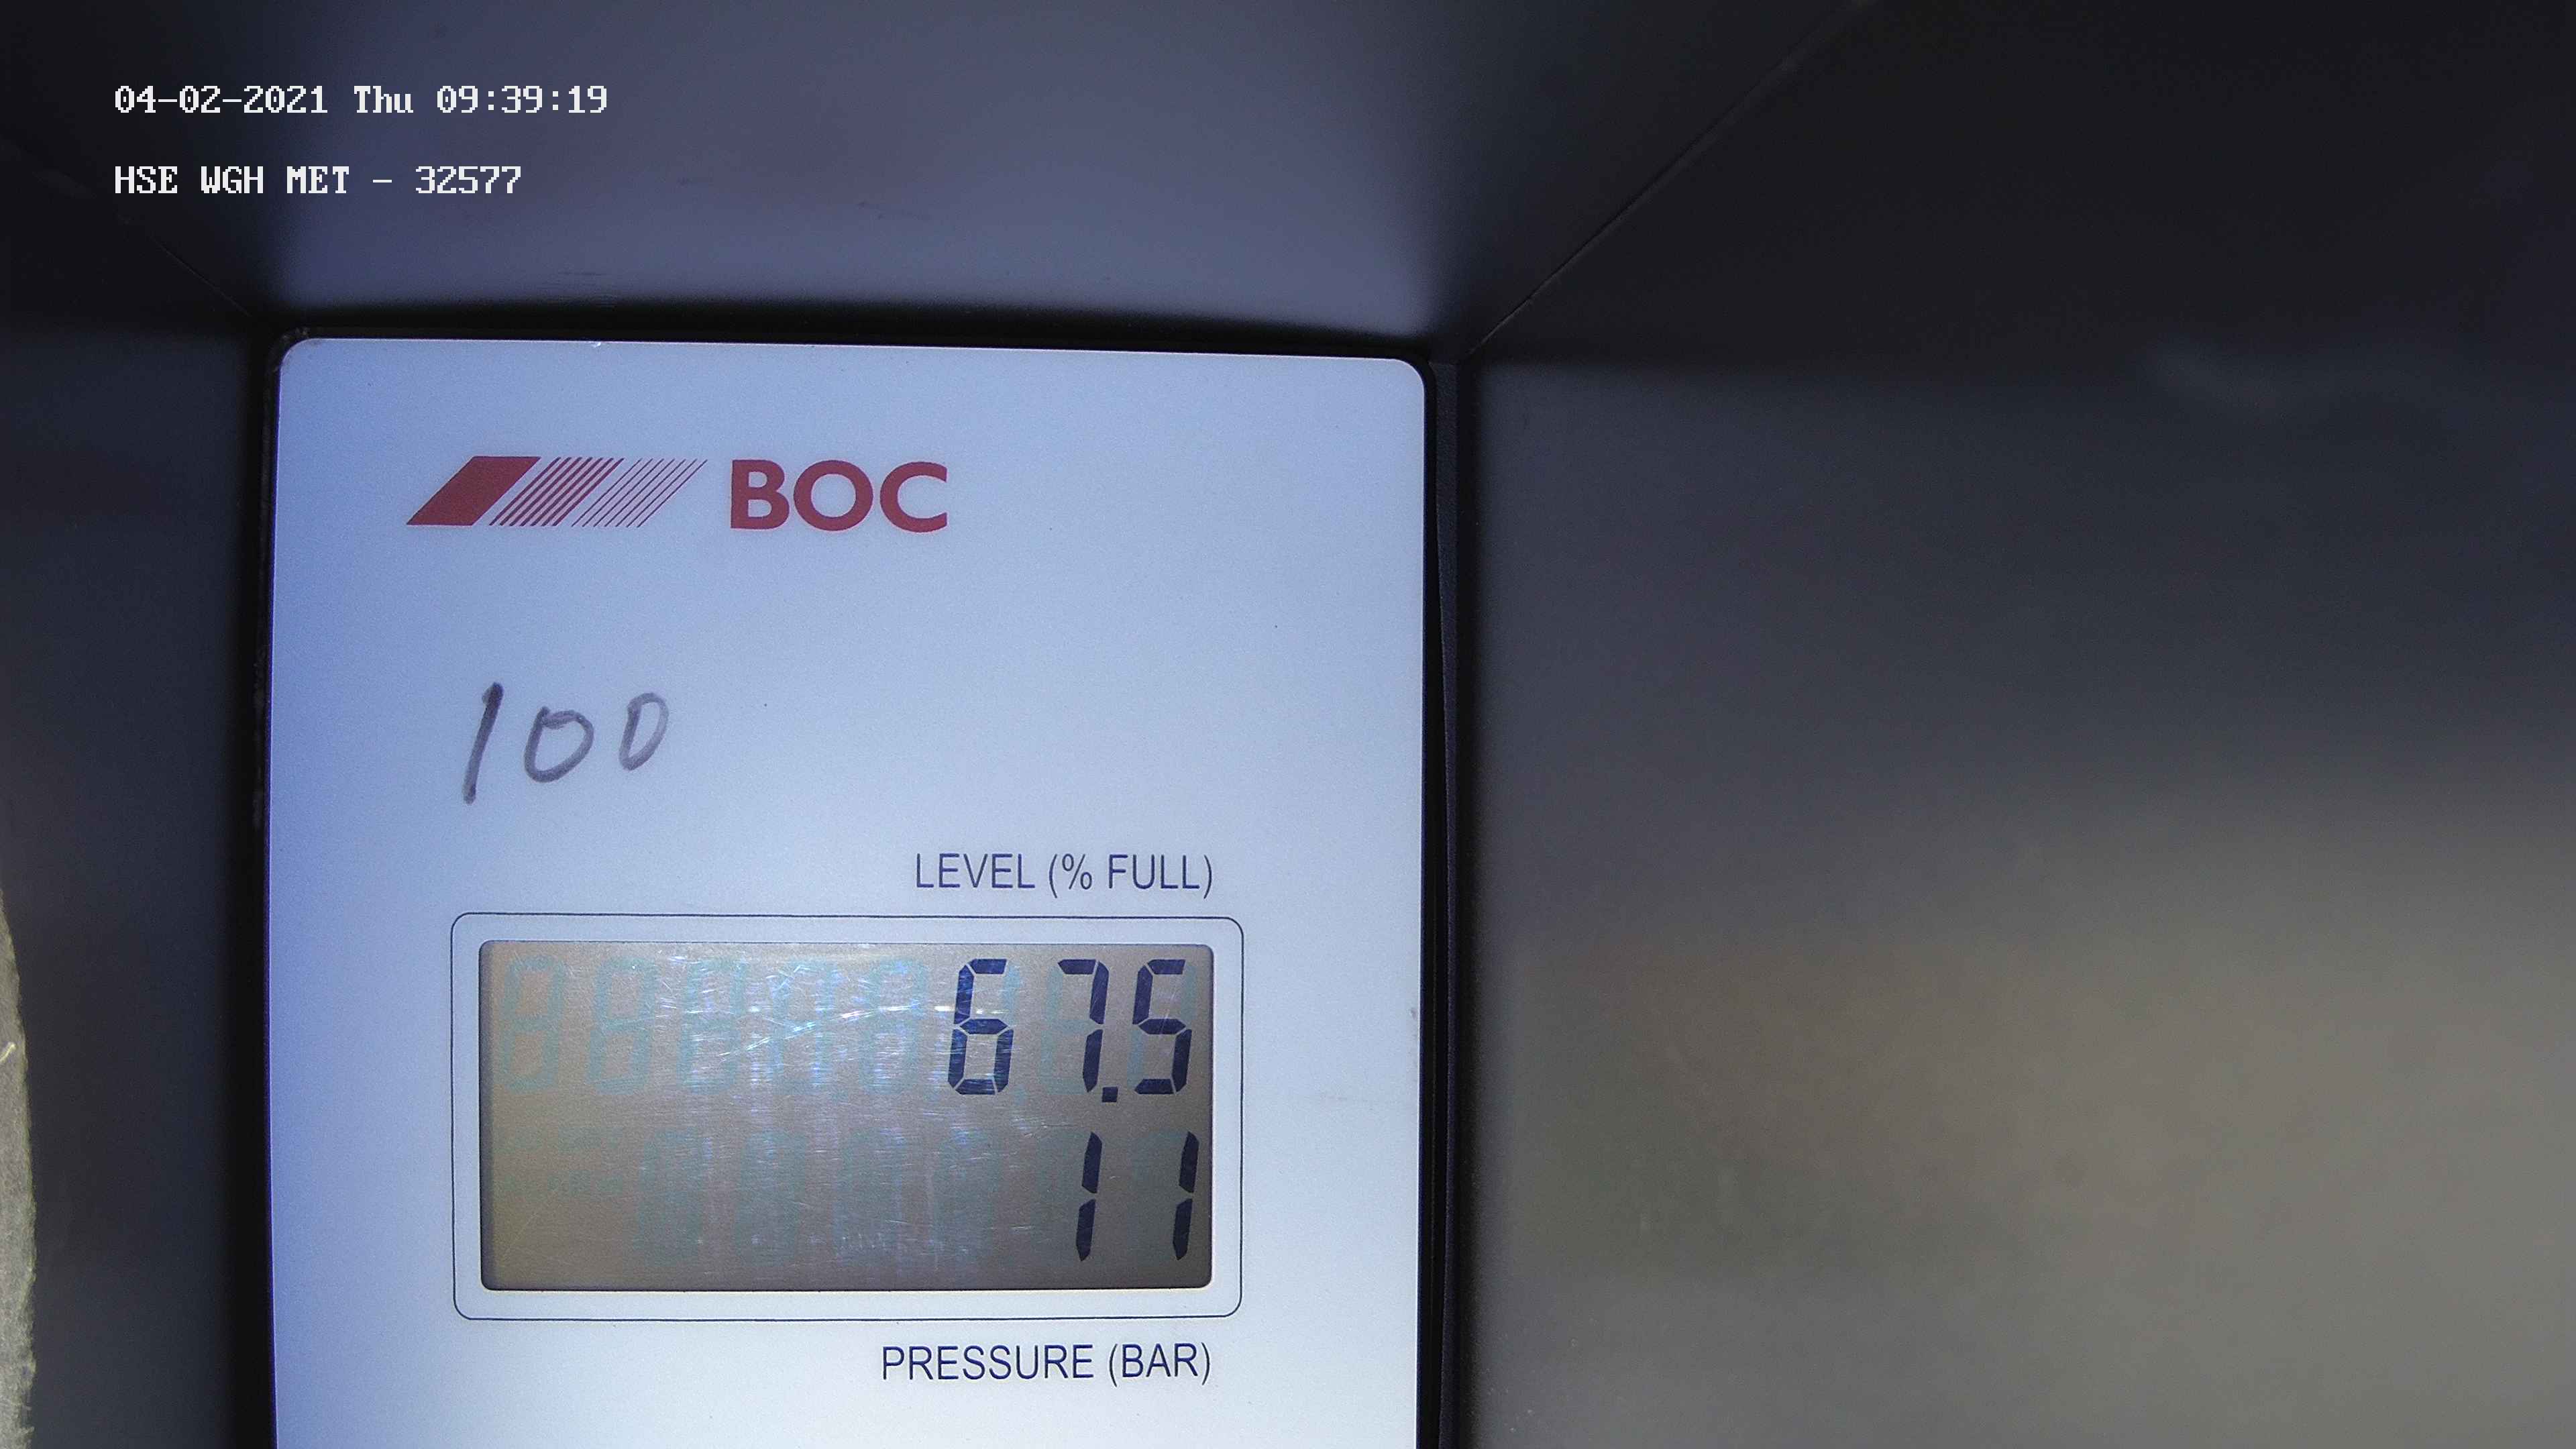 04-02-2021 Thu 09:39:19
HSE WGH MET - 32577
BOC
100
LEVEL (% FULL)
67.5
11
PRESSURE (BAR)